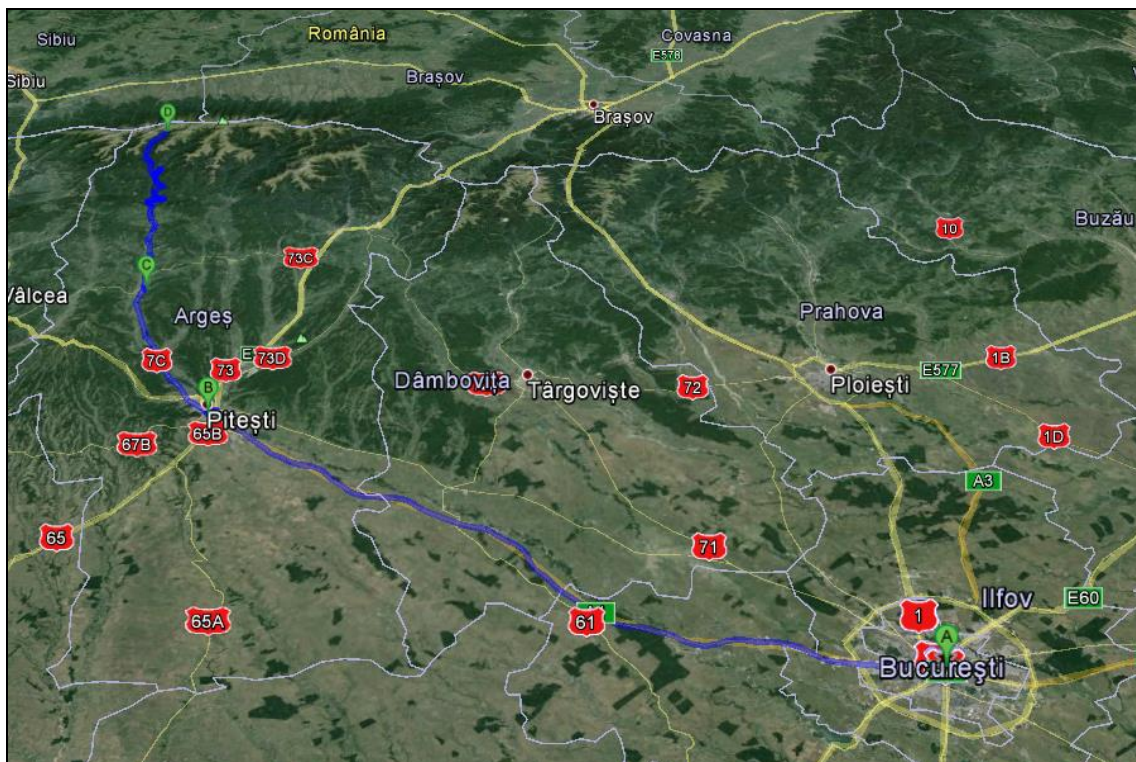 Sibiu
România
Covasna
E578
Sibiu
Brașov
D
Brașov
10
Buzău
73C
C
Vâlcea
Argeș
Prahova
7C
73
73D
1B
E577
B
Dâmbovița
Târgoviște
72
Ploiești
Pitești
65B
67B
1D
A3
65
71
Ilfov
E60
1
61
65A
A
București